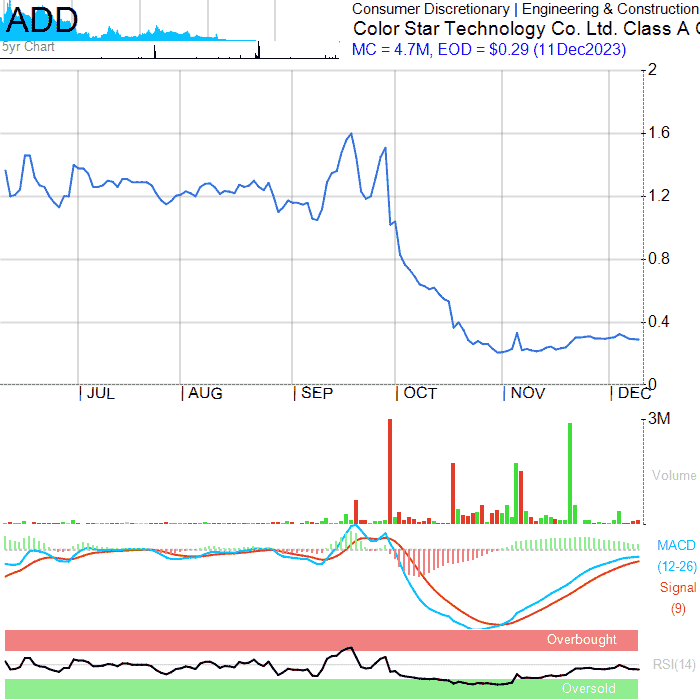 ADD
5yr Chart
Consumer Discretionary | Engineering & Construction
Color Star Technology Co. Ltd. Class A
MC = 4.7M, EOD = $0.29 (11Dec2023)
2
1.6
1.2
0.8
0.4
0
| JUL | AUG | SEP | OCT | NOV | DEC
3M
Volume
MACD
(12-26)
Signal
(9)
Overbought
RSI(14)
Oversold